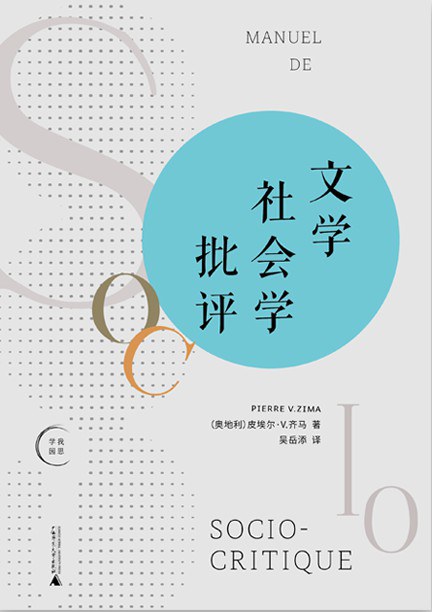 MANUEL
DE
文学
社会学
批评
S
O
C
I
O
PIERRE V.ZIMA
(奥地利)皮埃尔·V.齐马 著
吴岳添 译
我思
学园
SOCIO-
CRITIQUE